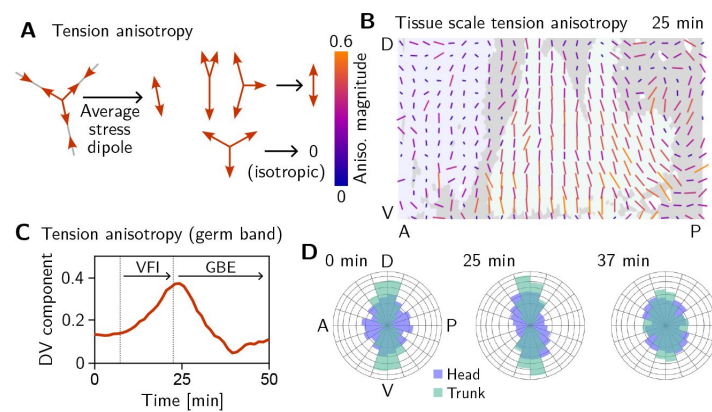 A Tension anisotropy
Average
stress
dipole
0
(isotropic)
0.6
Aniso. magnitude
0
B Tissue scale tension anisotropy 25 min
D
V
A P
C Tension anisotropy (germ band)
VFI GBE
DV component
0.4
0.2
0
0 25 50
Time [min]
D
0 min D 25 min 37 min
A P
V
Head
Trunk